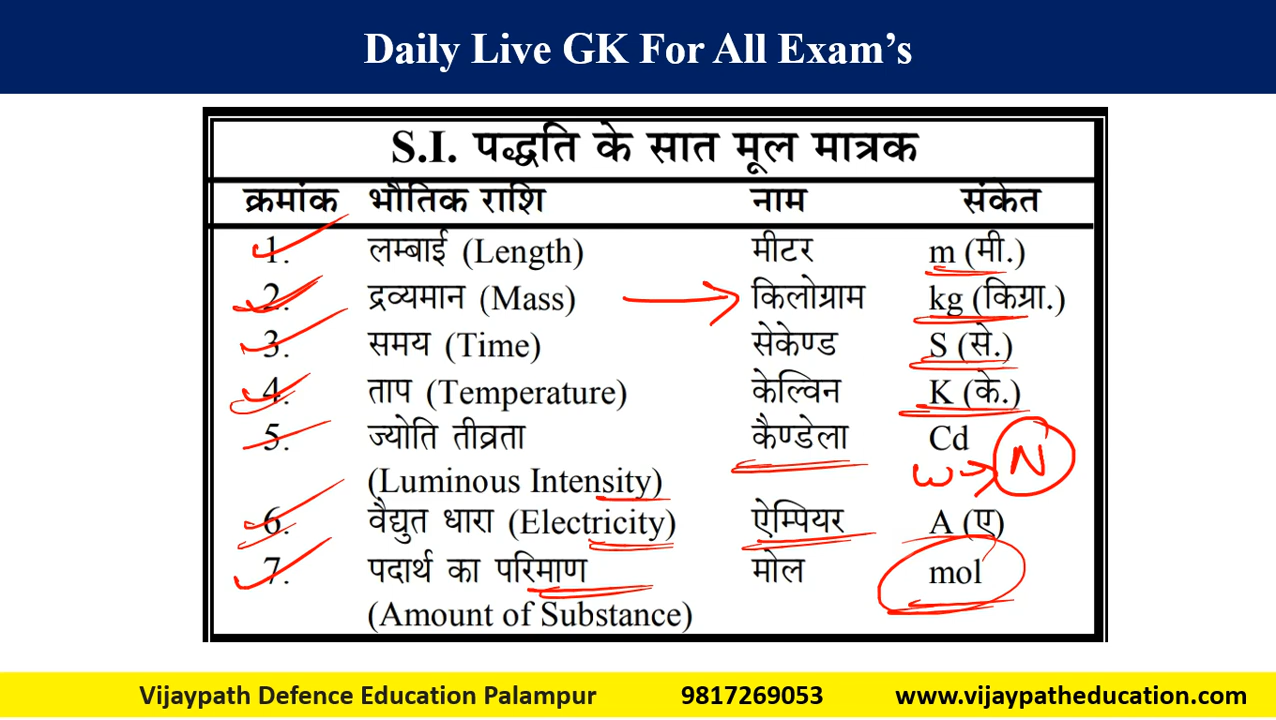 Daily Live GK For All Exam's
S.I. पद्धति के सात मूल मात्रक
क्रमांक भौतिक राशि नाम संकेत
1. लम्बाई (Length) मीटर m (मी.)
2. द्रव्यमान (Mass) किलोग्राम kg (किग्रा.)
3. समय (Time) सेकेण्ड S (से.)
4. ताप (Temperature) केल्विन K (के.)
5. ज्योति तीव्रता कैण्डेला Cd
(Luminous Intensity) W → N
6. वैद्युत धारा (Electricity) ऐम्पियर A (ए)
7. पदार्थ का परिमाण मोल mol
(Amount of Substance)
Vijaypath Defence Education Palampur 9817269053 www.vijaypatheducation.com